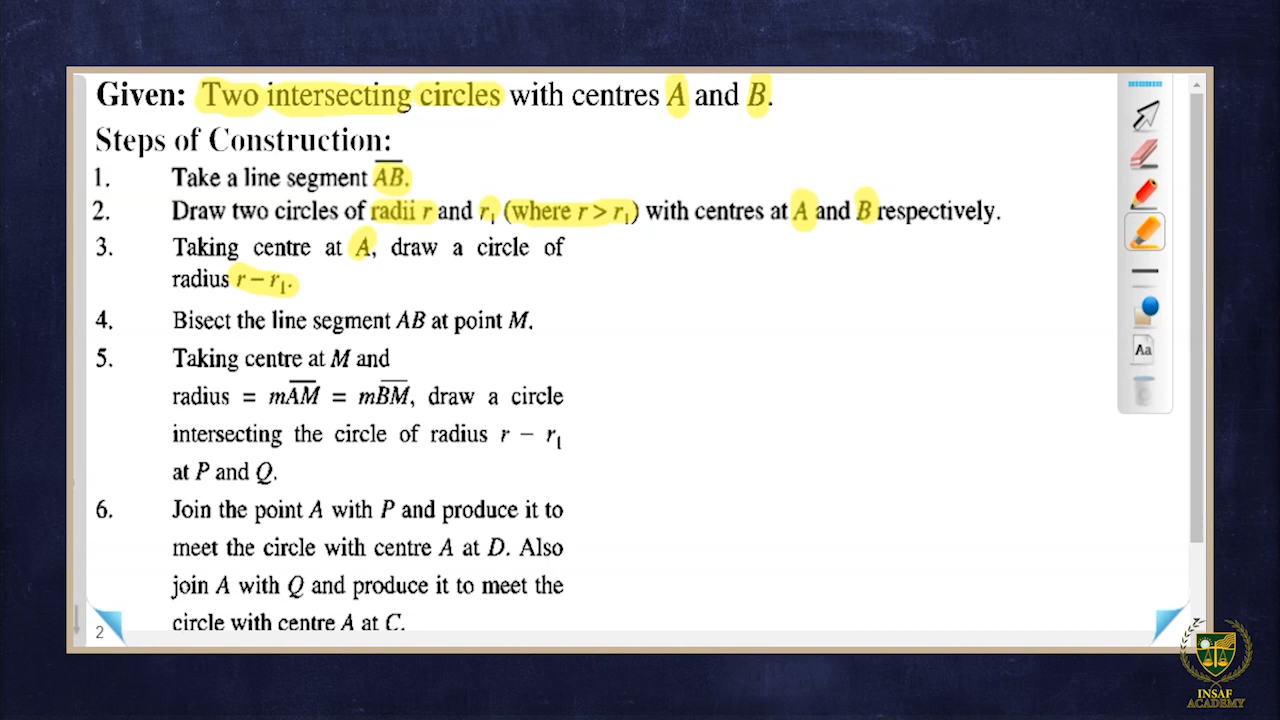 Given: Two intersecting circles with centres A and B.
Steps of Construction:
1. Take a line segment A̅B̅.
2. Draw two circles of radii r and r₁ (where r > r₁) with centres at A and B respectively.
3. Taking centre at A, draw a circle of
radius r – r₁.
4. Bisect the line segment AB at point M.
5. Taking centre at M and
radius = mA̅M̅ = mB̅M̅, draw a circle
intersecting the circle of radius r – r₁
at P and Q.
6. Join the point A with P and produce it to
meet the circle with centre A at D. Also
join A with Q and produce it to meet the
circle with centre A at C.
2
Aa
INSAF
ACADEMY